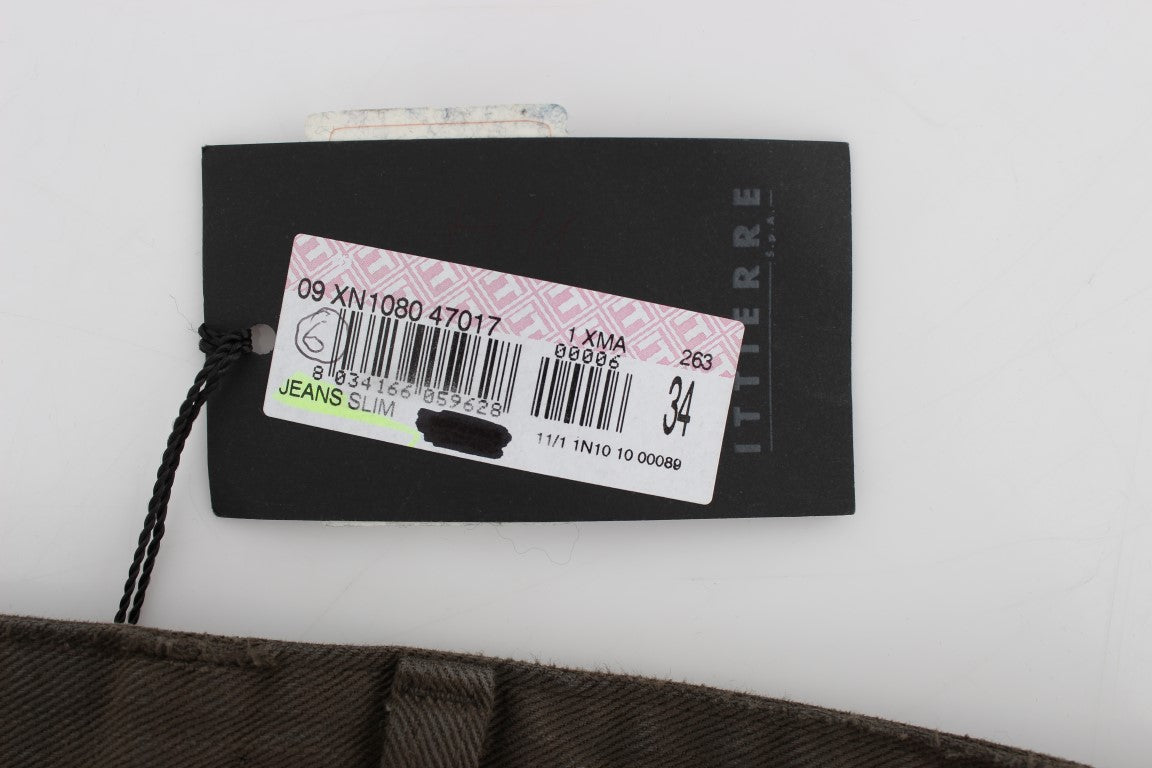 09 XN1080 47017
6
8 034166 059628
JEANS SLIM
1 XMA
00006
263
34
11/1 1N10 10 00089
ITTIERRE
S.p.A.